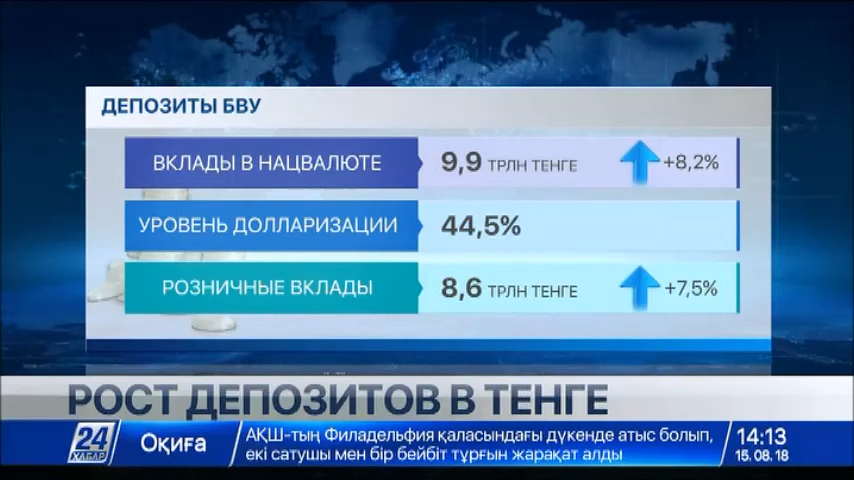 ДЕПОЗИТЫ БВУ
ВКЛАДЫ В НАЦВАЛЮТЕ 9,9 ТРЛН ТЕНГЕ +8,2%
УРОВЕНЬ ДОЛЛАРИЗАЦИИ 44,5%
РОЗНИЧНЫЕ ВКЛАДЫ 8,6 ТРЛН ТЕНГЕ +7,5%
РОСТ ДЕПОЗИТОВ В ТЕНГЕ
24 ХАБАР
Оқиға
АҚШ-тың Филадельфия қаласындағы дүкенде атыс болып,
екі сатушы мен бір бейбіт тұрғын жарақат алды
14:13
15.08.18